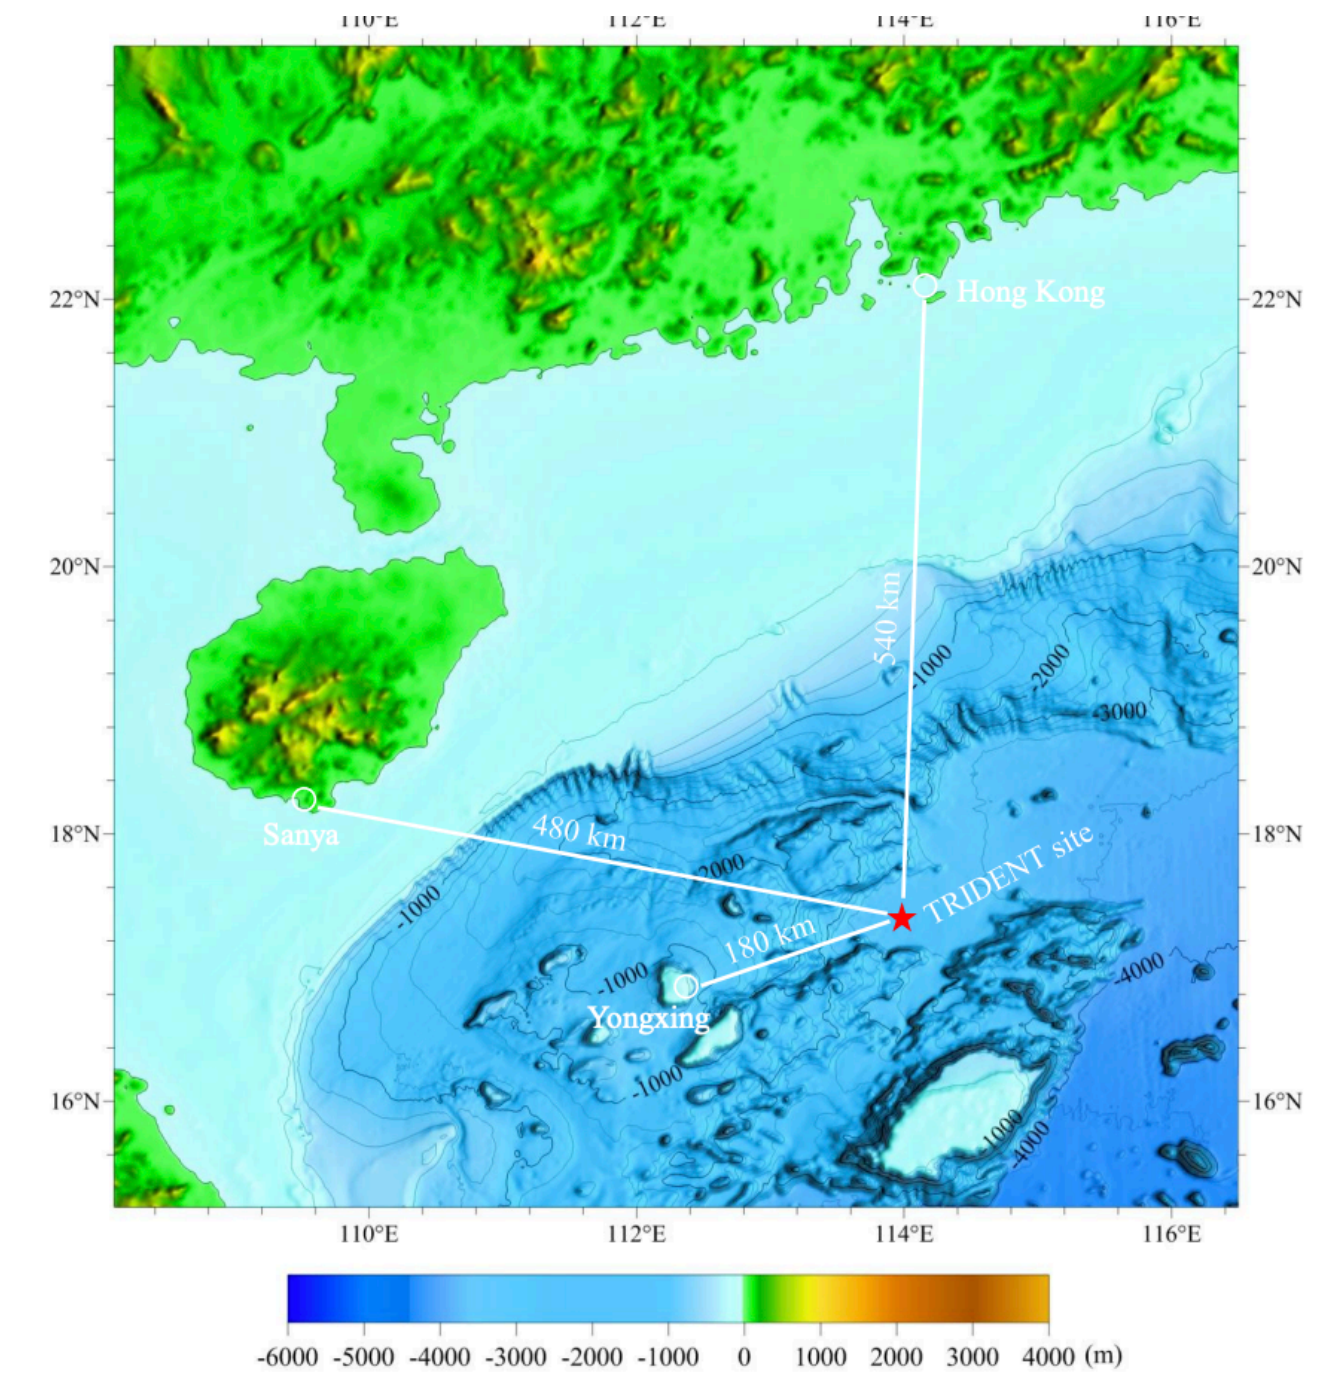 110°E 112°E 114°E 116°E
Hong Kong
22°N 22°N
20°N 20°N
540 km
-1000
-2000
-3000
480 km
Sanya
18°N 18°N
-2000
TRIDENT site
-1000
180 km
-1000
-4000
Yongxing
-1000
16°N 16°N
-1000
-4000
110°E 112°E 114°E 116°E
-6000 -5000 -4000 -3000 -2000 -1000 0 1000 2000 3000 4000 (m)